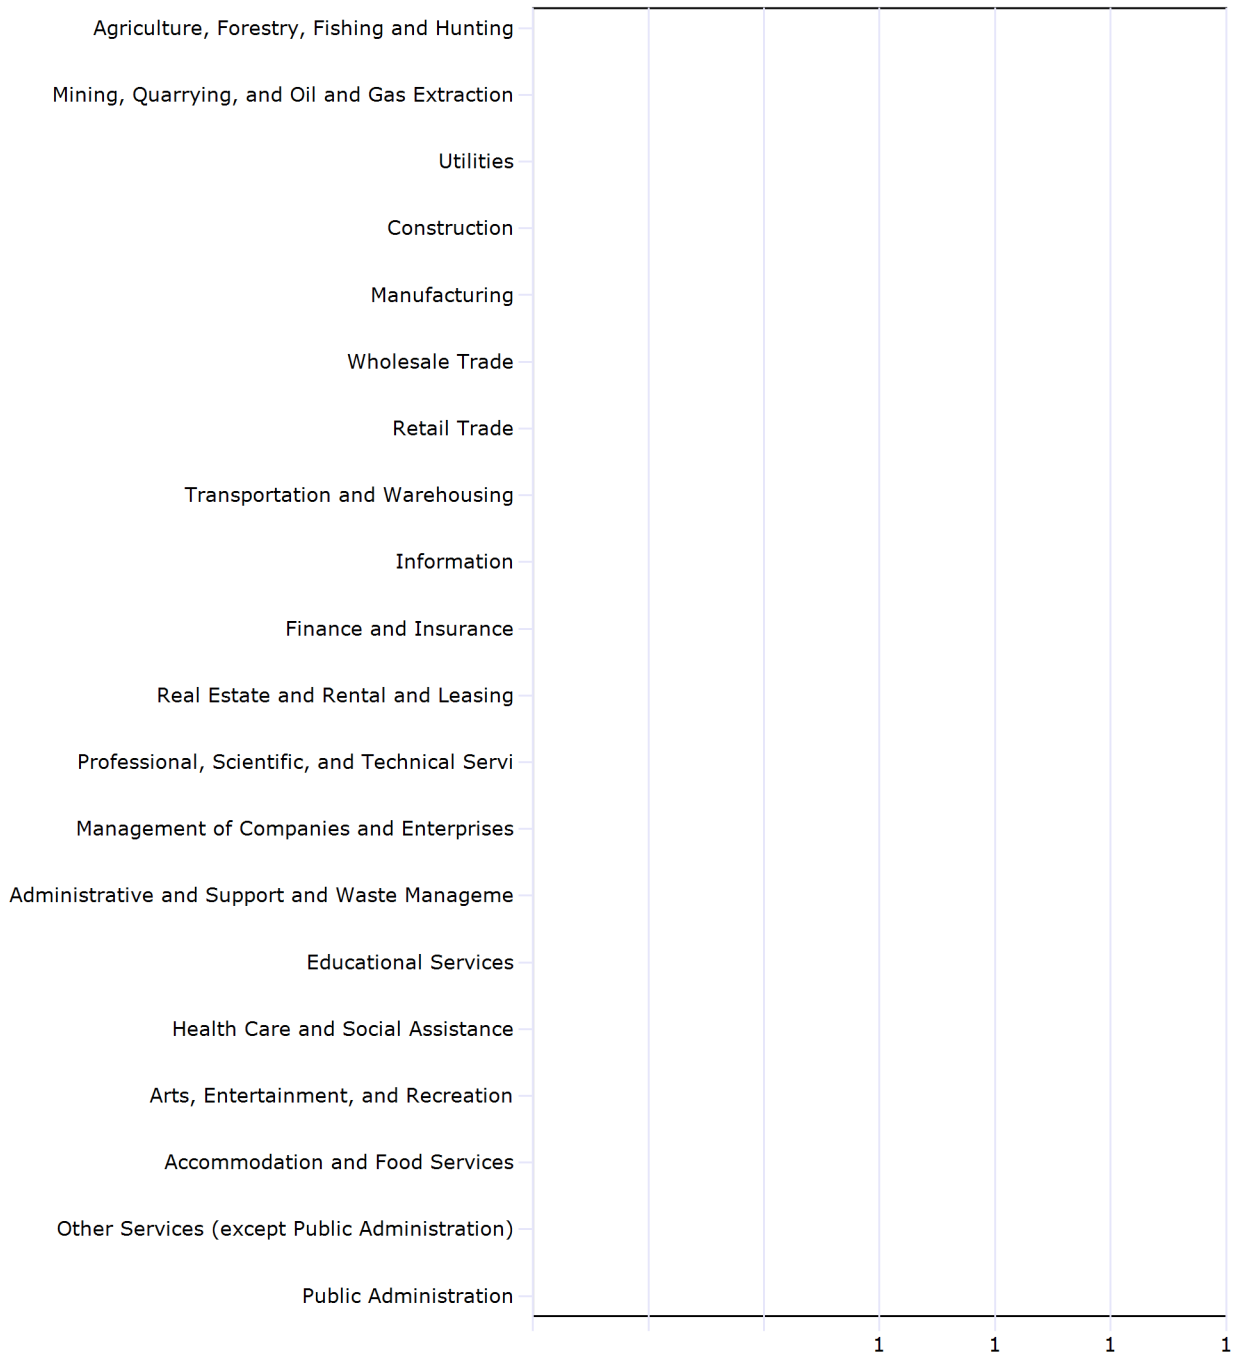 Agriculture, Forestry, Fishing and Hunting
Mining, Quarrying, and Oil and Gas Extraction
Utilities
Construction
Manufacturing
Wholesale Trade
Retail Trade
Transportation and Warehousing
Information
Finance and Insurance
Real Estate and Rental and Leasing
Professional, Scientific, and Technical Servi
Management of Companies and Enterprises
Administrative and Support and Waste Manageme
Educational Services
Health Care and Social Assistance
Arts, Entertainment, and Recreation
Accommodation and Food Services
Other Services (except Public Administration)
Public Administration
1 1 1 1